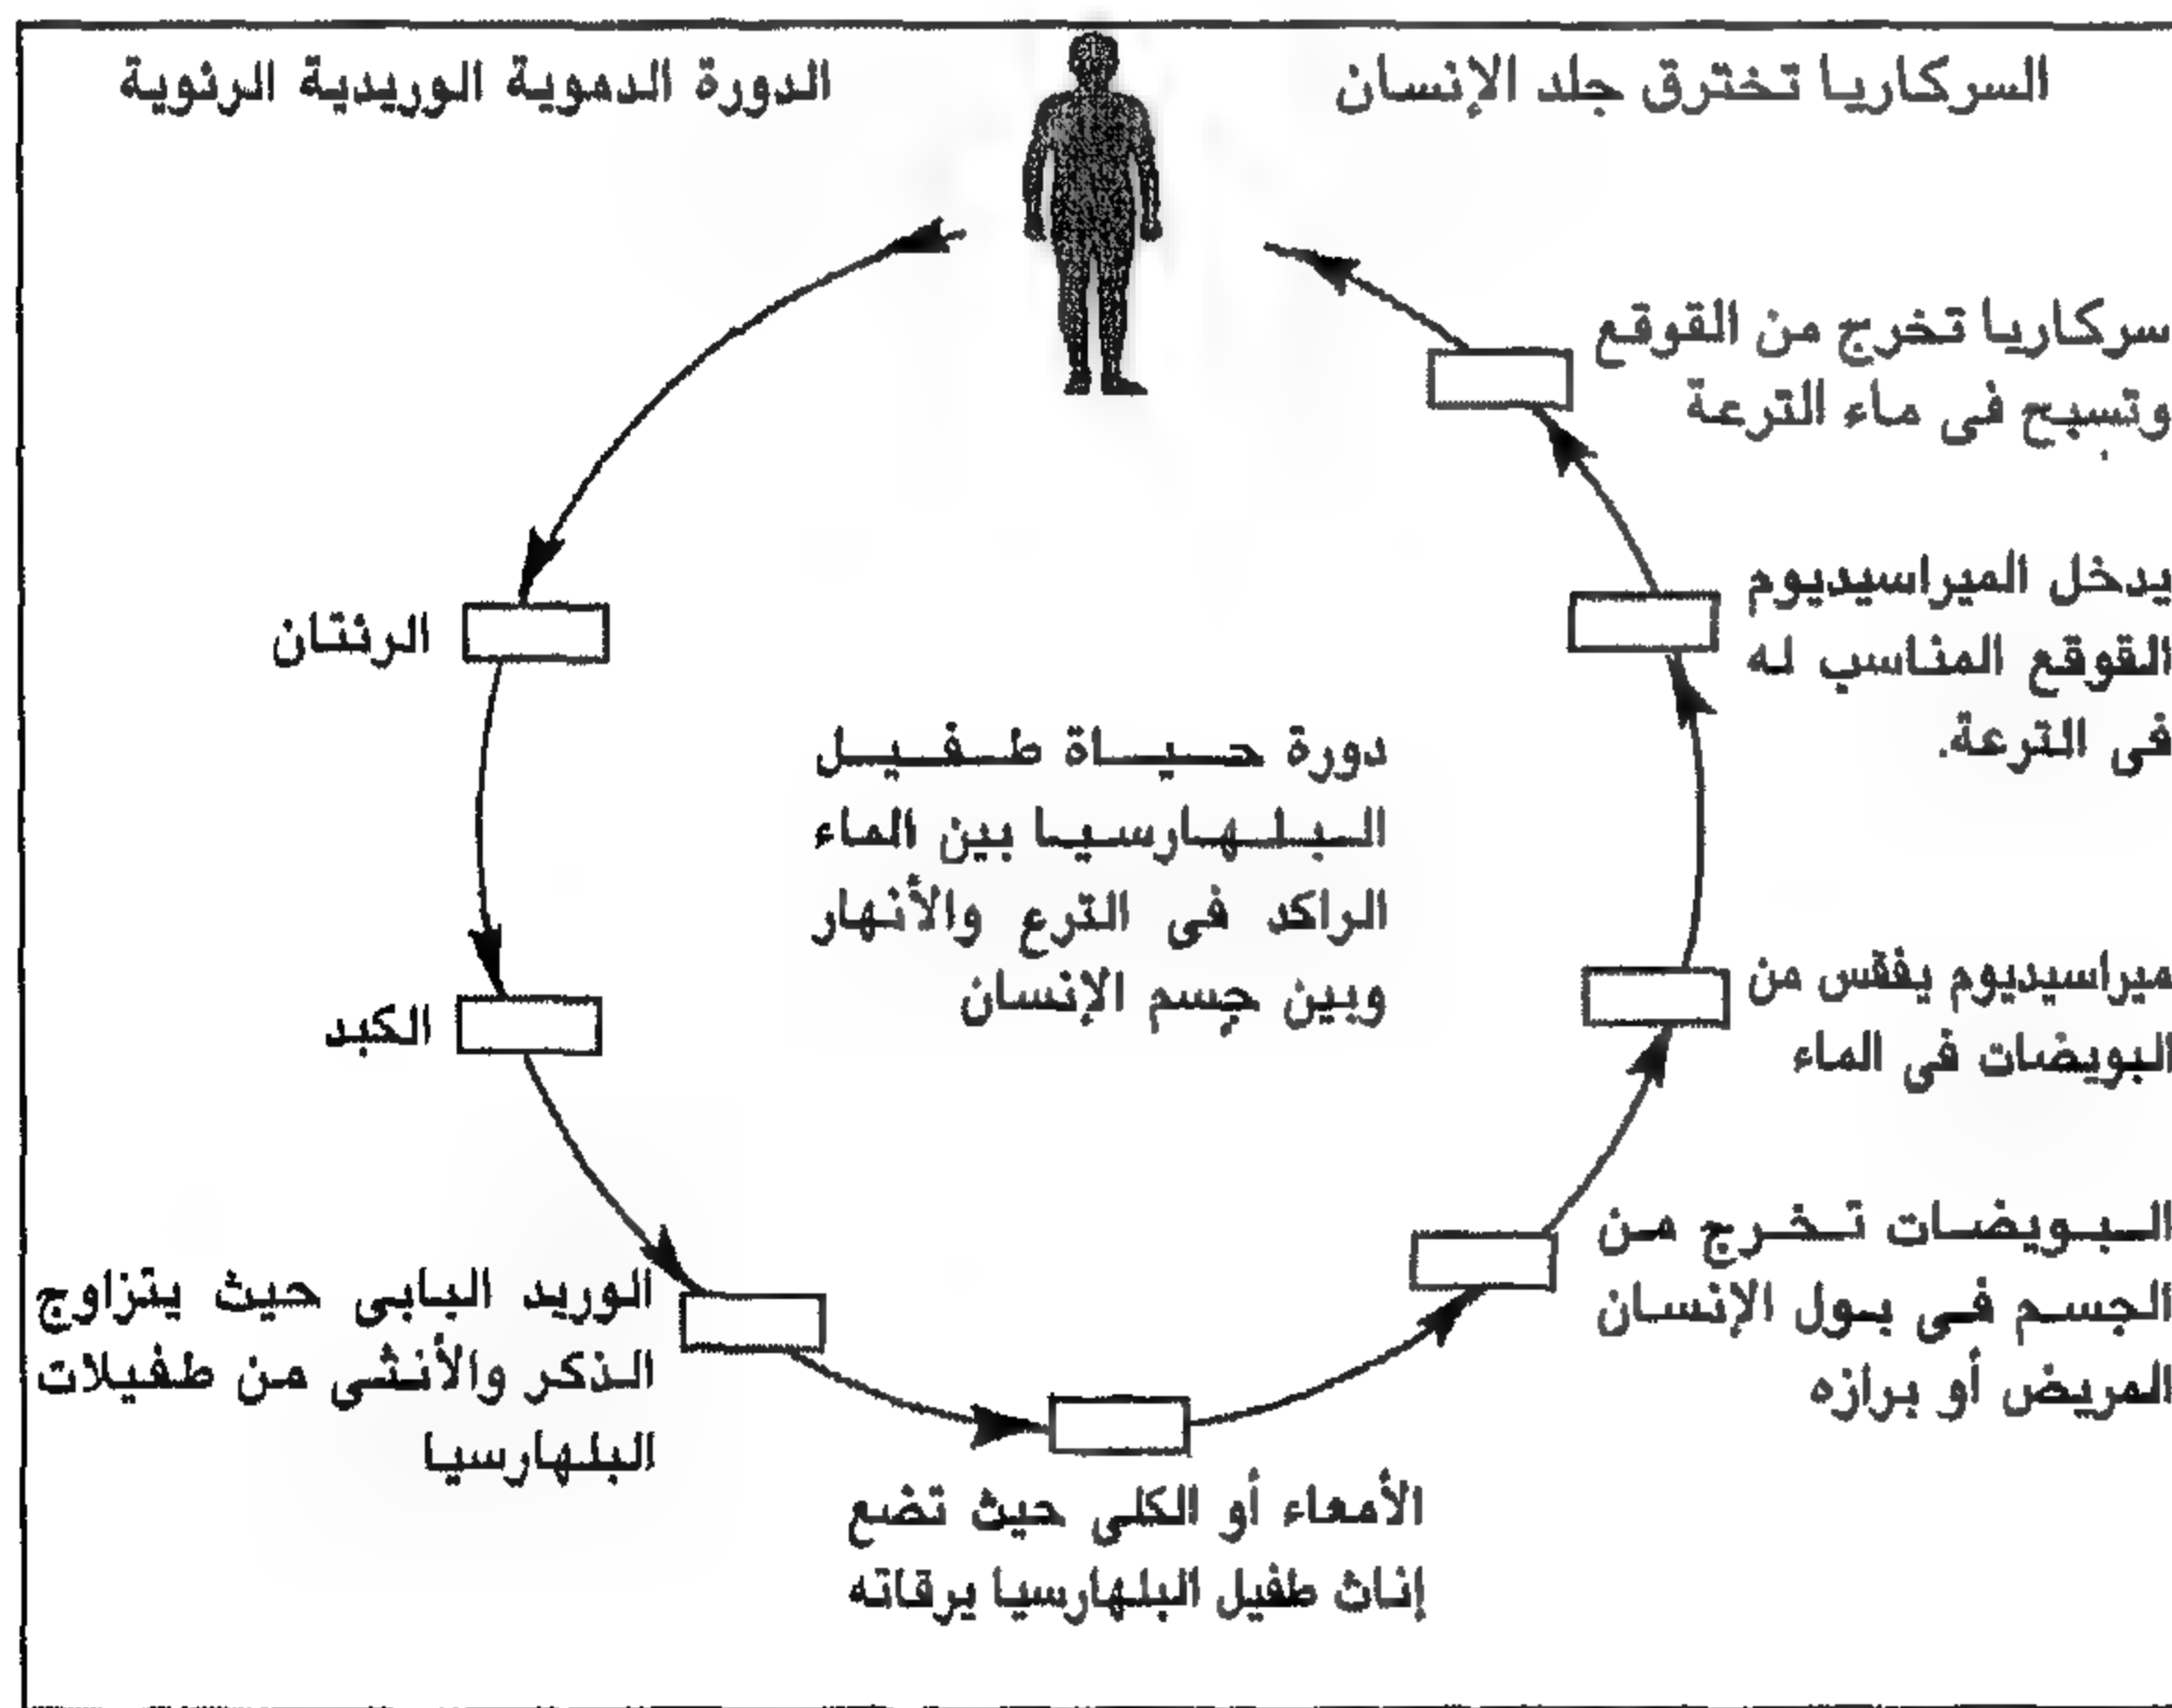 السركاريا تخترق جلد الإنسان
الدورة الدموية الوريدية الرئوية
سركاريا تخرج من القوقع
وتسبح فى ماء الترعة
يدخل الميراسيديوم
القوقع المناسب له
فى الترعة.
ميراسيديوم يفقس من
البويضات فى الماء
البويضات تخرج من
الجسم فى بول الإنسان
المريض أو برازه
الأمعاء أو الكلى حيث تضع
إناث طفيل البلهارسيا يرقاته
الوريد البابى حيث يتزاوج
الذكر والأنثى من طفيلات
البلهارسيا
الكبد
الرئتان
دورة حياة طفيل
البلهارسيا بين الماء
الراكد فى الترع والأنهار
وبين جسم الإنسان